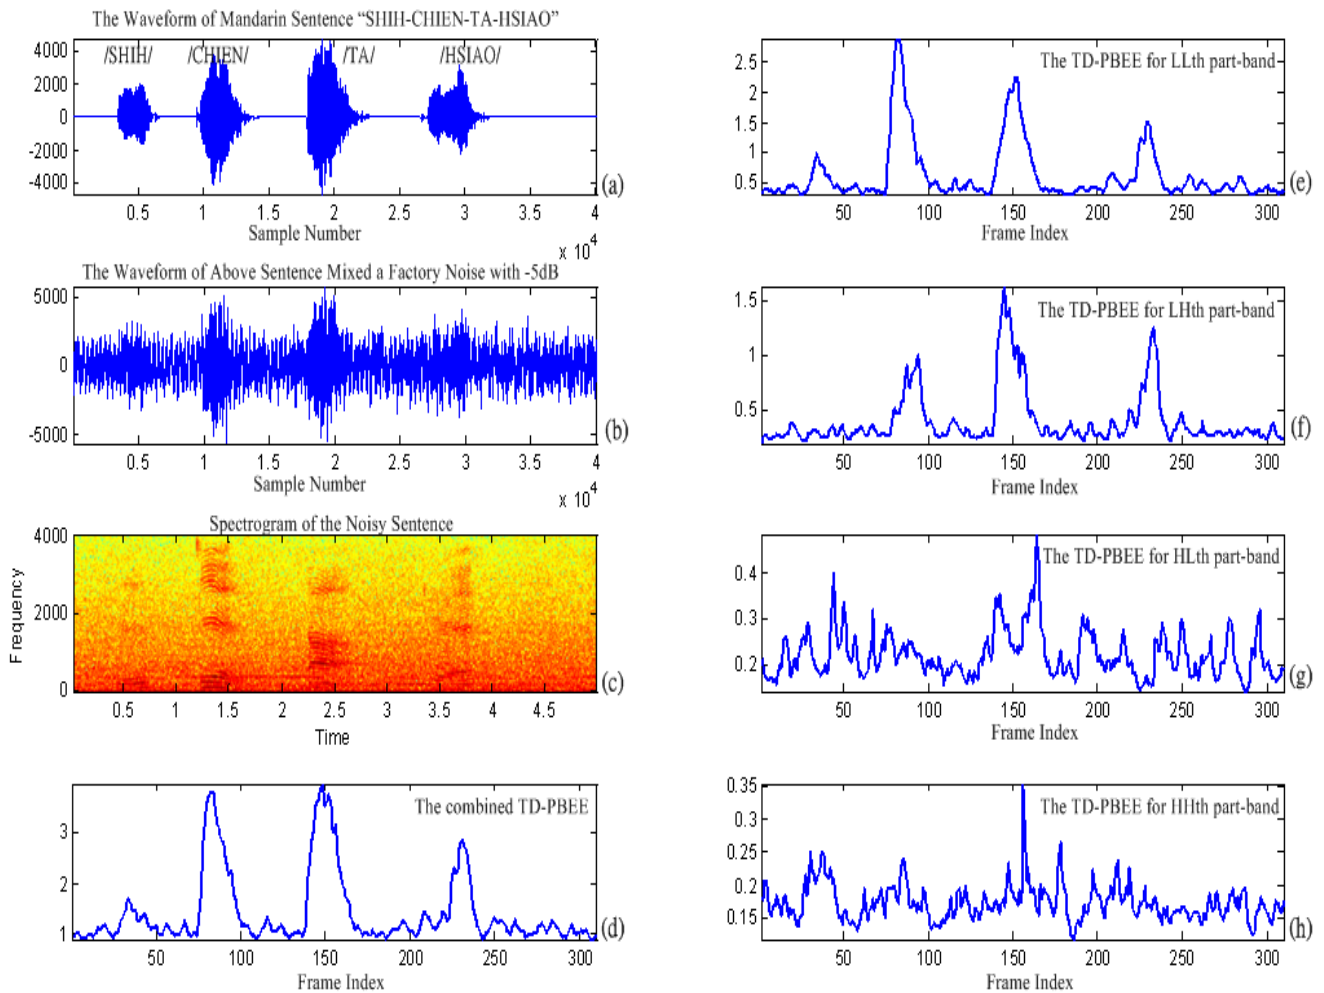 The Waveform of Mandarin Sentence “SHIH-CHIEN-TA-HSIAO”
/SHIH/ /CHIEN/ /TA/ /HSIAO/
4000
2000
0
-2000
-4000
(a)
0.5 1 1.5 2 2.5 3 3.5 4
Sample Number
x 10^4
The Waveform of Above Sentence Mixed a Factory Noise with -5dB
5000
0
-5000
(b)
0.5 1 1.5 2 2.5 3 3.5 4
Sample Number
x 10^4
Spectrogram of the Noisy Sentence
4000
2000
0
Frequency
(c)
0.5 1 1.5 2 2.5 3 3.5 4 4.5
Time
The combined TD-PBEE
3
2
1
(d)
50 100 150 200 250 300
Frame Index
The TD-PBEE for LLth part-band
2.5
2
1.5
1
0.5
(e)
50 100 150 200 250 300
Frame Index
The TD-PBEE for LHth part-band
1.5
1
0.5
(f)
50 100 150 200 250 300
Frame Index
The TD-PBEE for HLth part-band
0.4
0.3
0.2
(g)
50 100 150 200 250 300
Frame Index
The TD-PBEE for HHth part-band
0.35
0.3
0.25
0.2
0.15
(h)
50 100 150 200 250 300
Frame Index